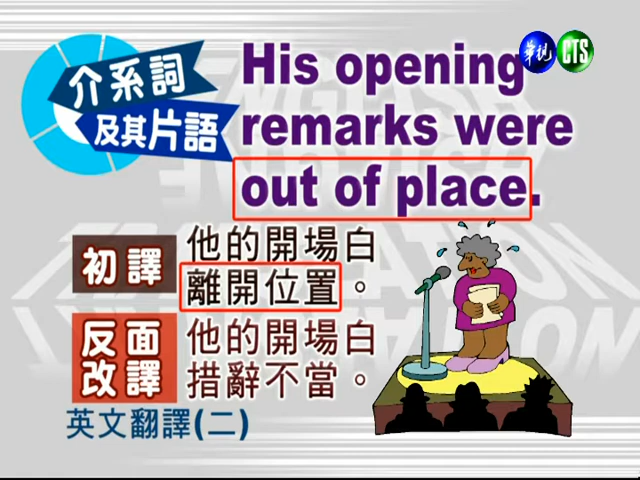 介系詞
及其片語
His opening
remarks were
out of place.
華視
CTS
初譯
他的開場白
離開位置。
反面
改譯
他的開場白
措辭不當。
英文翻譯(二)